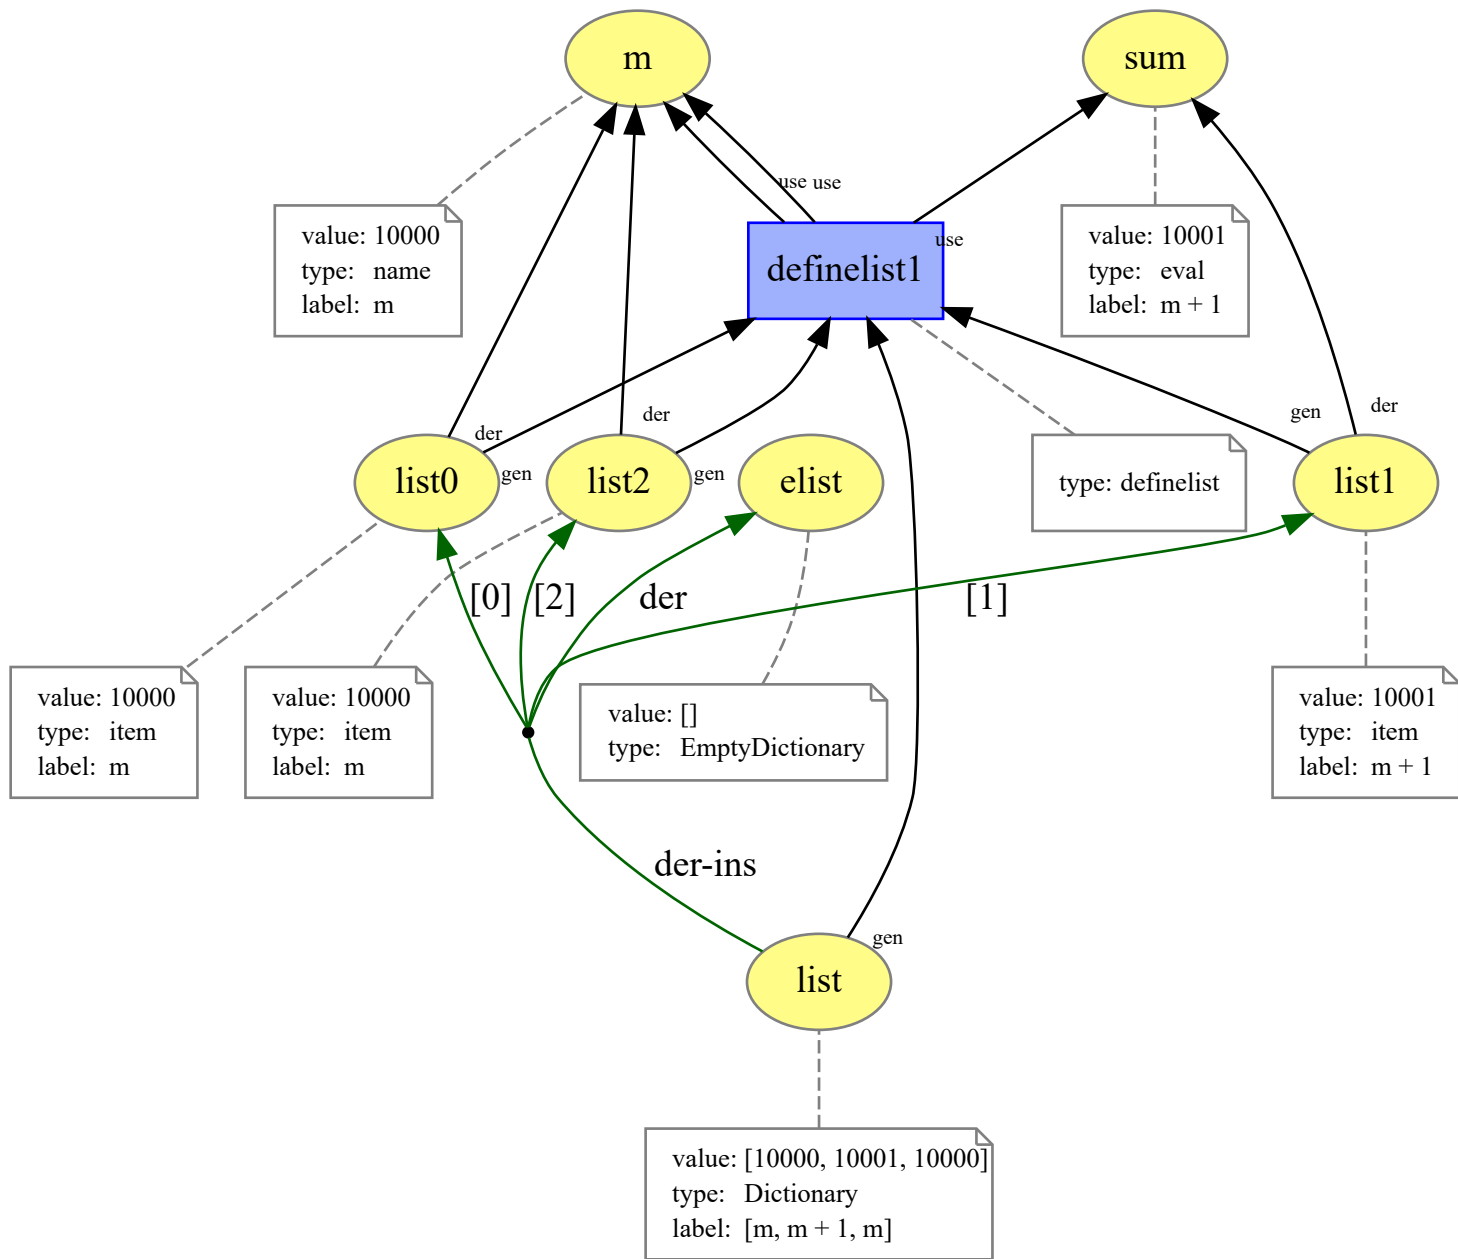 m
sum
use
use
value: 10000
type: name
label: m
definelist1
use
value: 10001
type: eval
label: m + 1
der
der
gen
der
list0
gen
list2
gen
elist
type: definelist
list1
[0]
[2]
der
[1]
value: 10000
type: item
label: m
value: 10000
type: item
label: m
value: []
type: EmptyDictionary
value: 10001
type: item
label: m + 1
der-ins
gen
list
value: [10000, 10001, 10000]
type: Dictionary
label: [m, m + 1, m]